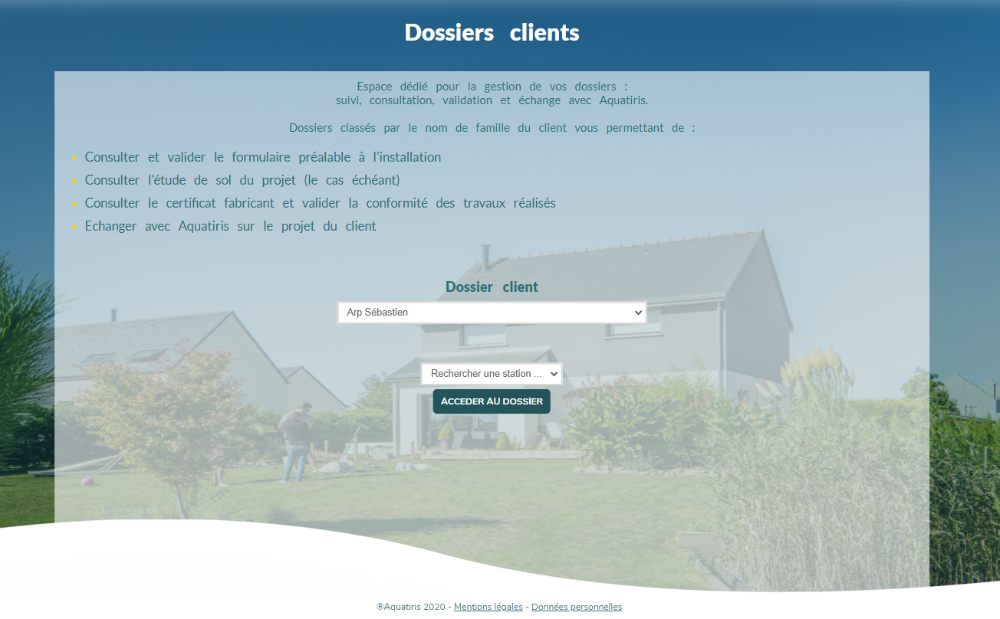 Dossiers clients
Espace dédié pour la gestion de vos dossiers :
suivi, consultation, validation et échange avec Aquatiris.
Dossiers classés par le nom de famille du client vous permettant de :
Consulter et valider le formulaire préalable à l'installation
Consulter l'étude de sol du projet (le cas échéant)
Consulter le certificat fabricant et valider la conformité des travaux réalisés
Echanger avec Aquatiris sur le projet du client
Dossier client
Arp Sébastien
Rechercher une station ...
ACCEDER AU DOSSIER
®Aquatiris 2020 - Mentions légales - Données personnelles